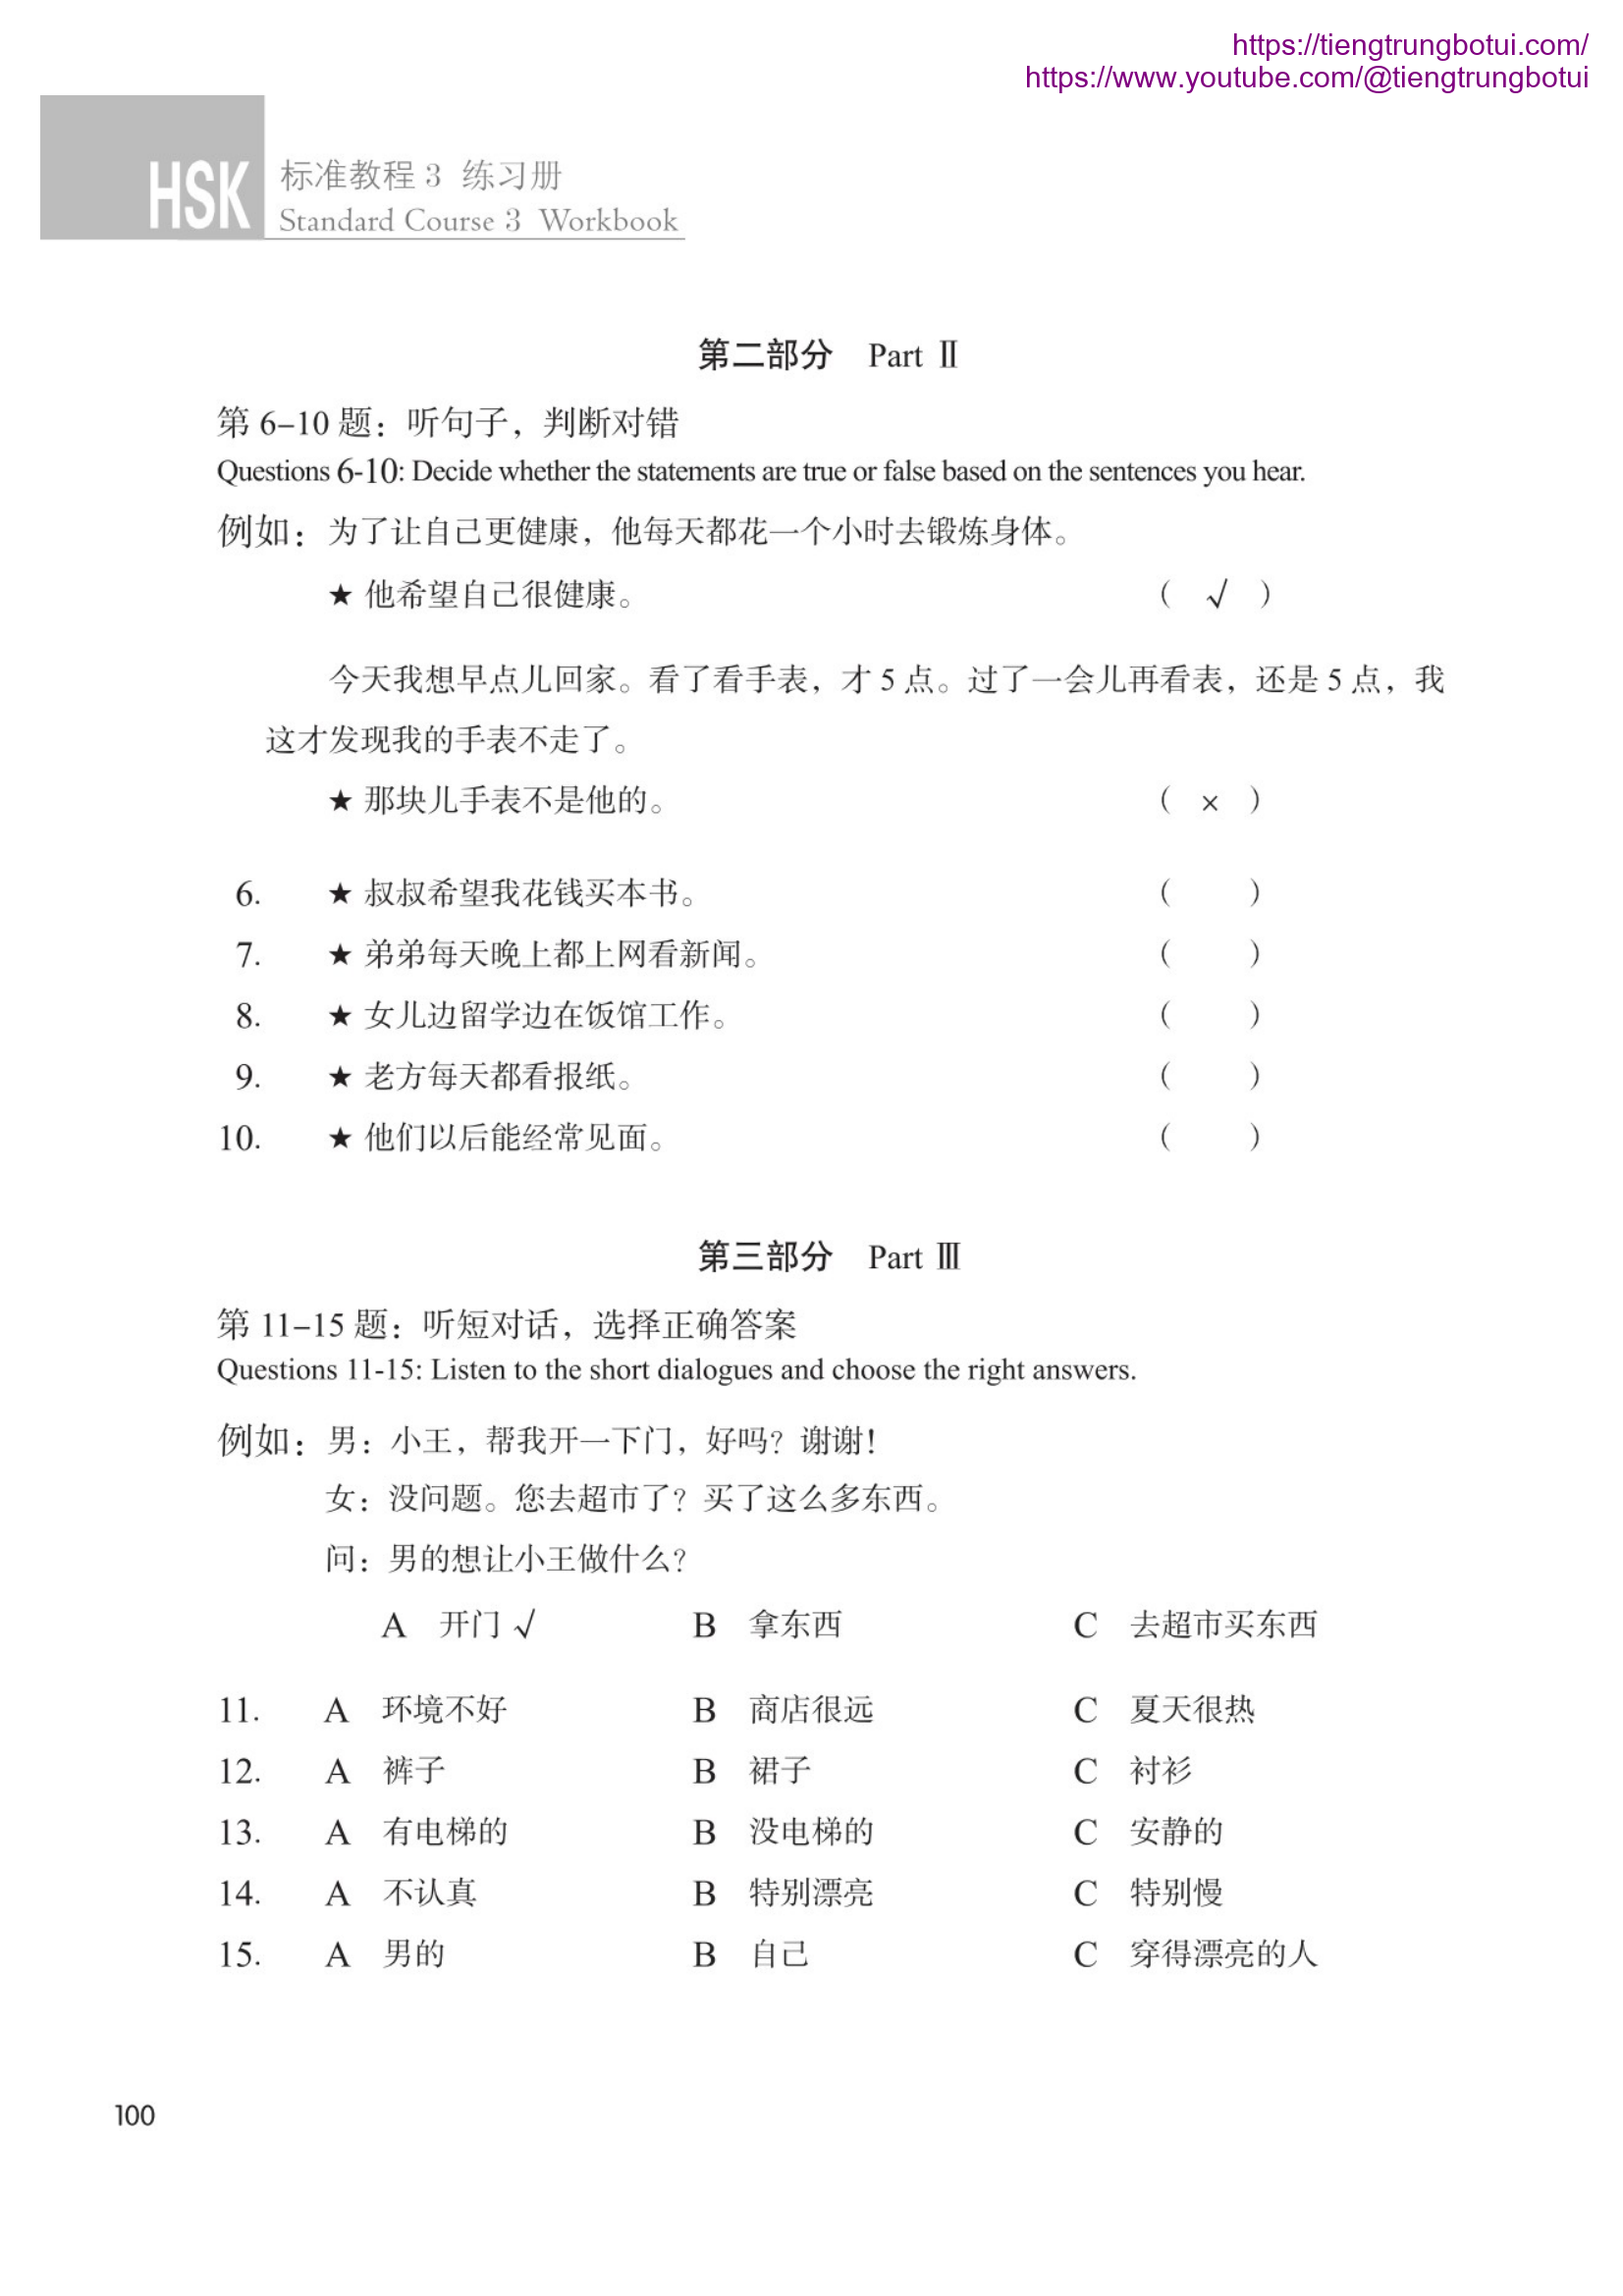 https://tiengtrungbotui.com/
https://www.youtube.com/@tiengtrungbotui
HSK 标准教程 3 练习册
Standard Course 3 Workbook
第二部分 Part Ⅱ
第 6–10 题：听句子，判断对错
Questions 6-10: Decide whether the statements are true or false based on the sentences you hear.
例如：为了让自己更健康，他每天都花一个小时去锻炼身体。
★ 他希望自己很健康。 ( √ )
今天我想早点儿回家。看了看手表，才 5 点。过了一会儿再看表，还是 5 点，我
这才发现我的手表不走了。
★ 那块儿手表不是他的。 ( × )
6. ★ 叔叔希望我花钱买本书。 ( )
7. ★ 弟弟每天晚上都上网看新闻。 ( )
8. ★ 女儿边留学边在饭馆工作。 ( )
9. ★ 老方每天都看报纸。 ( )
10. ★ 他们以后能经常见面。 ( )
第三部分 Part Ⅲ
第 11–15 题：听短对话，选择正确答案
Questions 11-15: Listen to the short dialogues and choose the right answers.
例如：男：小王，帮我开一下门，好吗？谢谢！
女：没问题。您去超市了？买了这么多东西。
问：男的想让小王做什么？
A 开门 √ B 拿东西 C 去超市买东西
11. A 环境不好 B 商店很远 C 夏天很热
12. A 裤子 B 裙子 C 衬衫
13. A 有电梯的 B 没电梯的 C 安静的
14. A 不认真 B 特别漂亮 C 特别慢
15. A 男的 B 自己 C 穿得漂亮的人
100